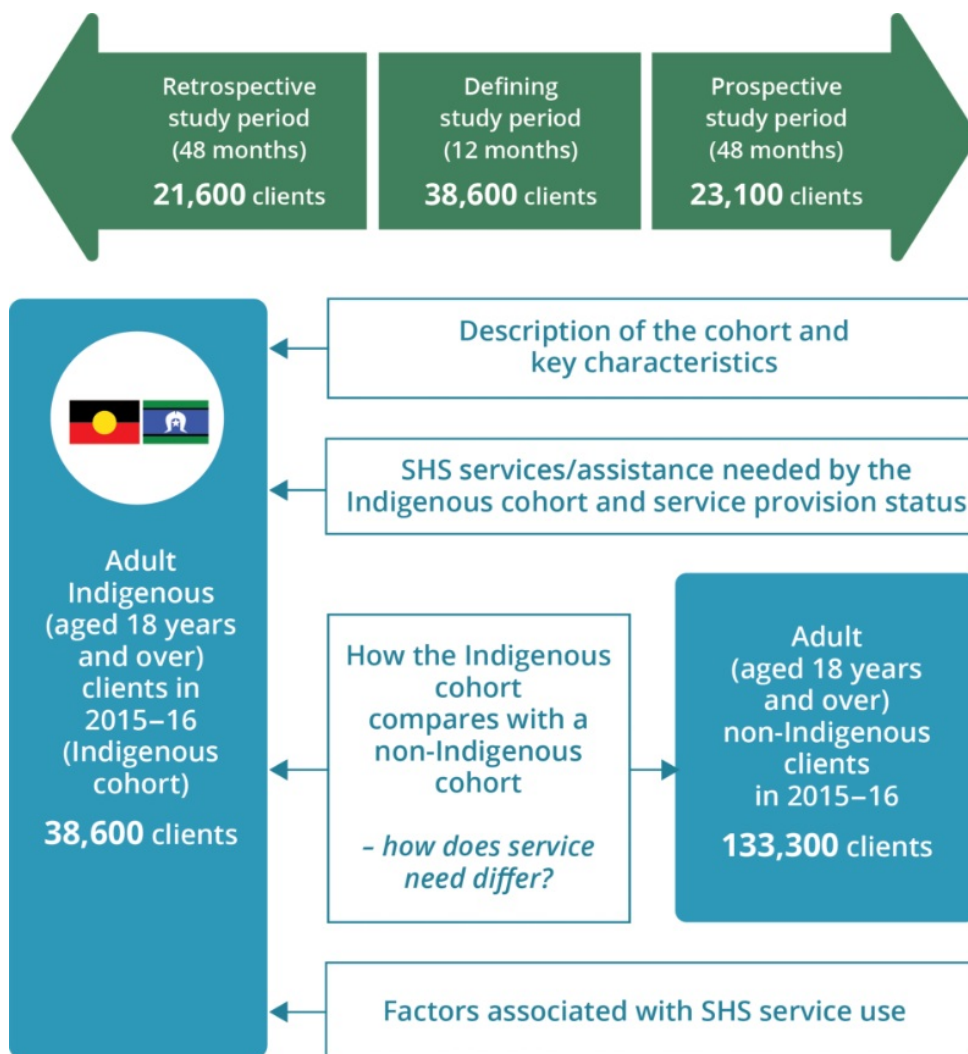 Retrospective
study period
(48 months)
21,600 clients
Defining
study period
(12 months)
38,600 clients
Prospective
study period
(48 months)
23,100 clients
Adult
Indigenous
(aged 18 years
and over)
clients in
2015–16
(Indigenous
cohort)
38,600 clients
Description of the cohort and
key characteristics
SHS services/assistance needed by the
Indigenous cohort and service provision status
How the Indigenous
cohort
compares with a
non-Indigenous
cohort
– how does service
need differ?
Adult
(aged 18 years
and over)
non-Indigenous
clients
in 2015–16
133,300 clients
Factors associated with SHS service use